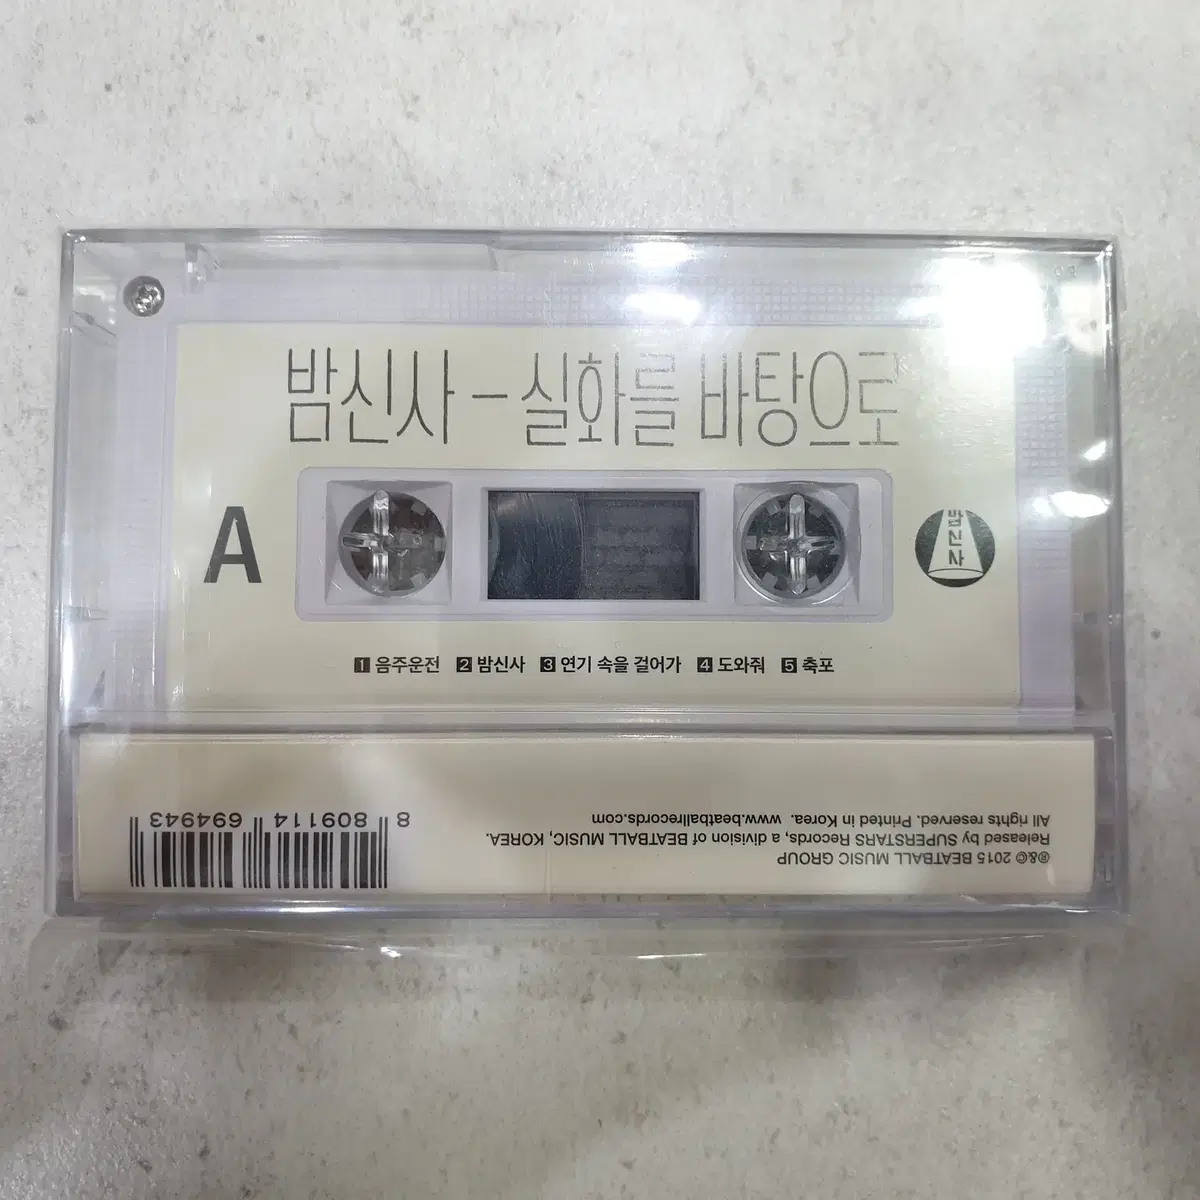 밤신사 – 실화를 바탕으로
A
밤신사
1 음주운전 2 밤신사 3 연기 속을 걸어가 4 도와줘 5 축포
℗&© 2015 BEATBALL MUSIC GROUP
Released by SUPERSTARS Records, a division of BEATBALL MUSIC, KOREA.
All rights reserved. Printed in Korea. www.beatballrecords.com
8 809114 694943